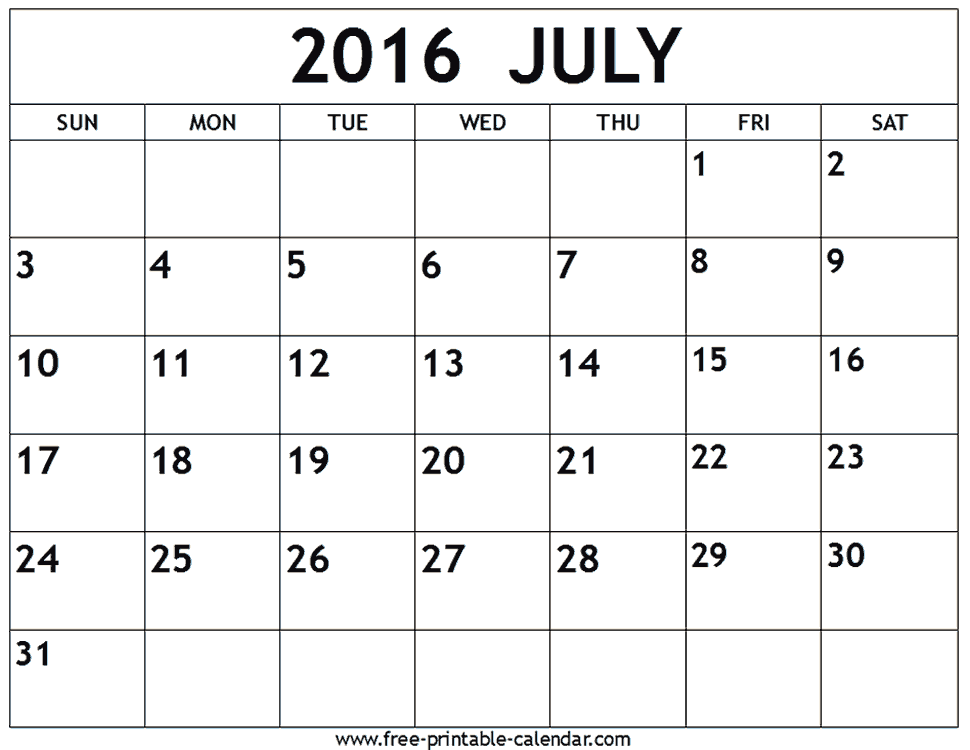 2016 JULY
SUN MON TUE WED THU FRI SAT
1 2
3 4 5 6 7 8 9
10 11 12 13 14 15 16
17 18 19 20 21 22 23
24 25 26 27 28 29 30
31
www.free-printable-calendar.com